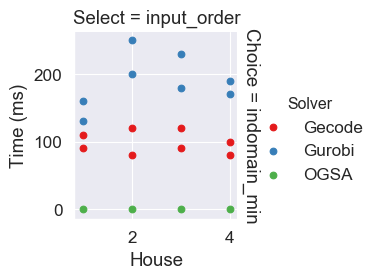 Select = input_order
Time (ms)
200
100
0
2
4
House
Choice = indomain_min
Solver
Gecode
Gurobi
OGSA